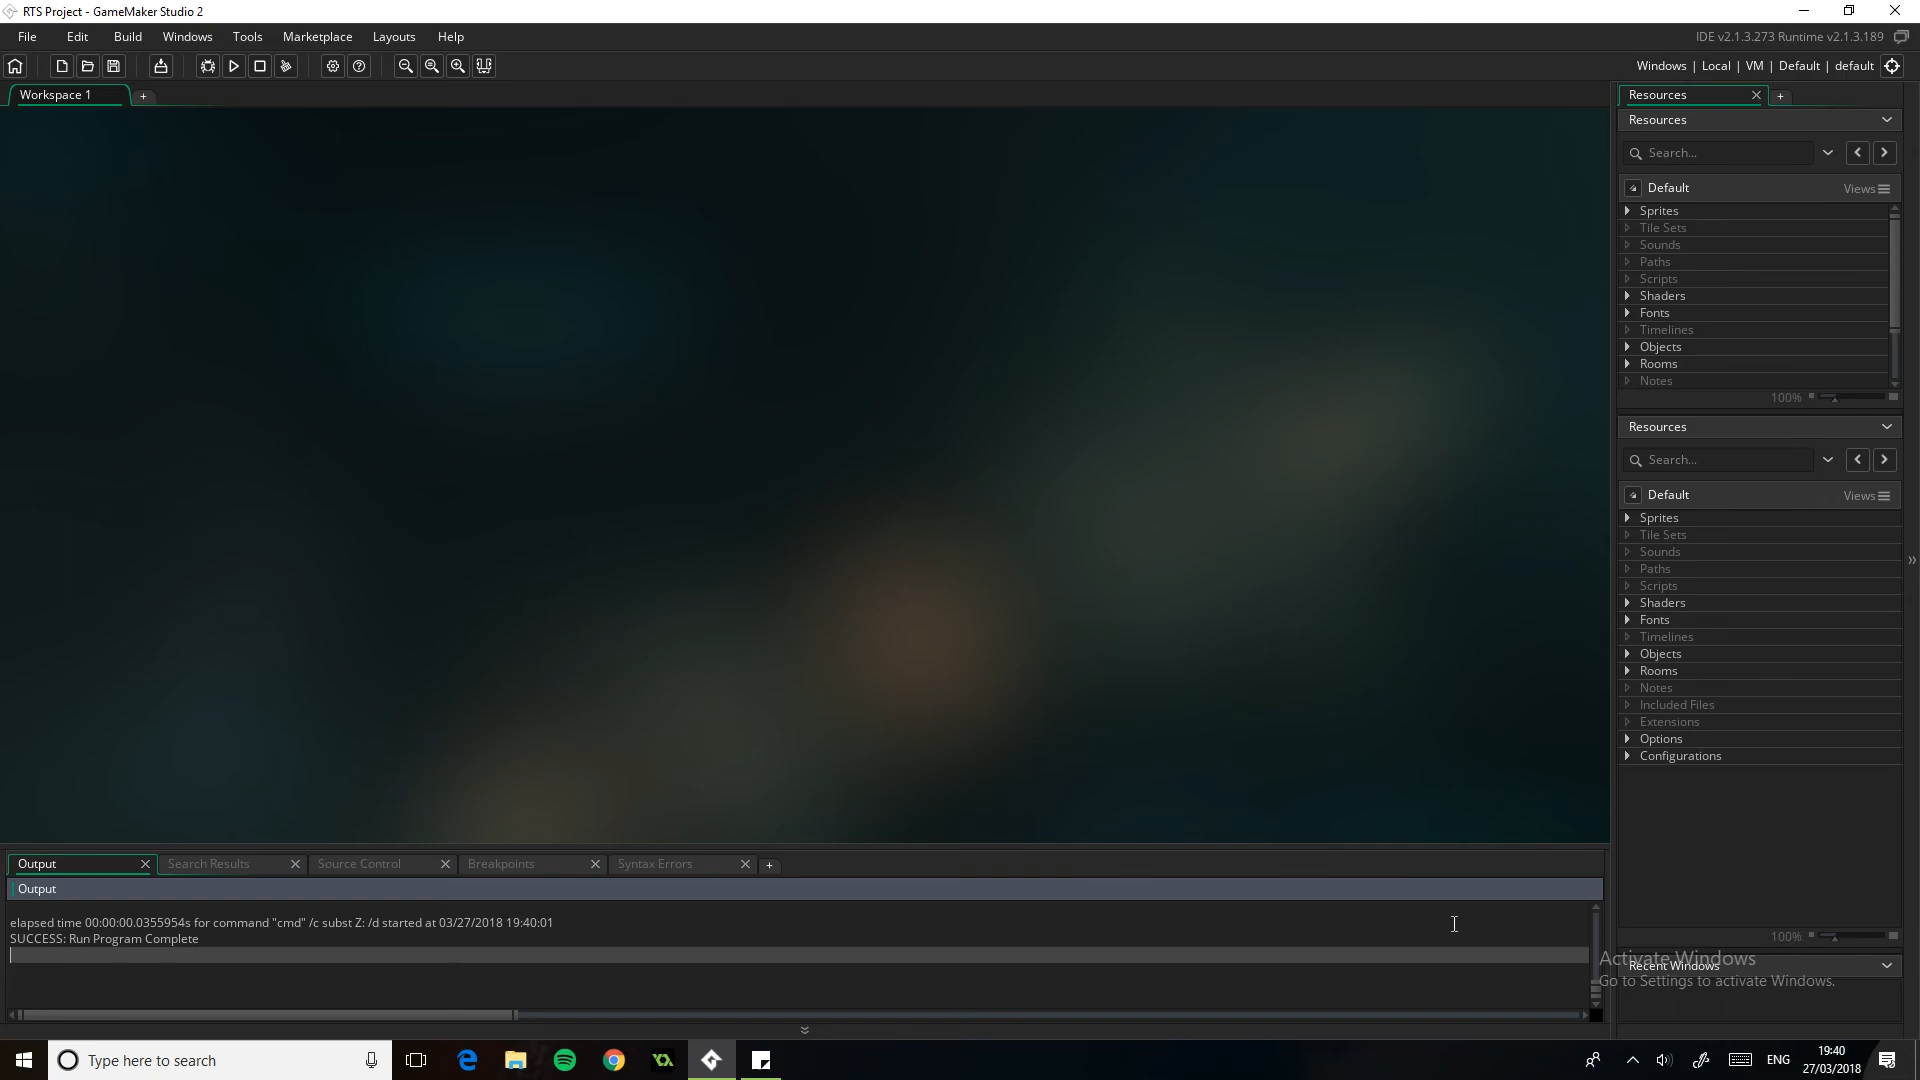 RTS Project - GameMaker Studio 2
File Edit Build Windows Tools Marketplace Layouts Help
IDE v2.1.3.273 Runtime v2.1.3.189
Windows | Local | VM | Default | default
Workspace 1 +
Resources +
Resources
Search...
Default Views
Sprites
Tile Sets
Sounds
Paths
Scripts
Shaders
Fonts
Timelines
Objects
Rooms
Notes
100%
Resources
Search...
Default Views
Sprites
Tile Sets
Sounds
Paths
Scripts
Shaders
Fonts
Timelines
Objects
Rooms
Notes
Included Files
Extensions
Options
Configurations
100%
Recent Windows
Activate Windows
Go to Settings to activate Windows.
Output Search Results Source Control Breakpoints Syntax Errors +
Output
elapsed time 00:00:00.0355954s for command "cmd" /c subst Z: /d started at 03/27/2018 19:40:01
SUCCESS: Run Program Complete
Type here to search
ENG
19:40
27/03/2018